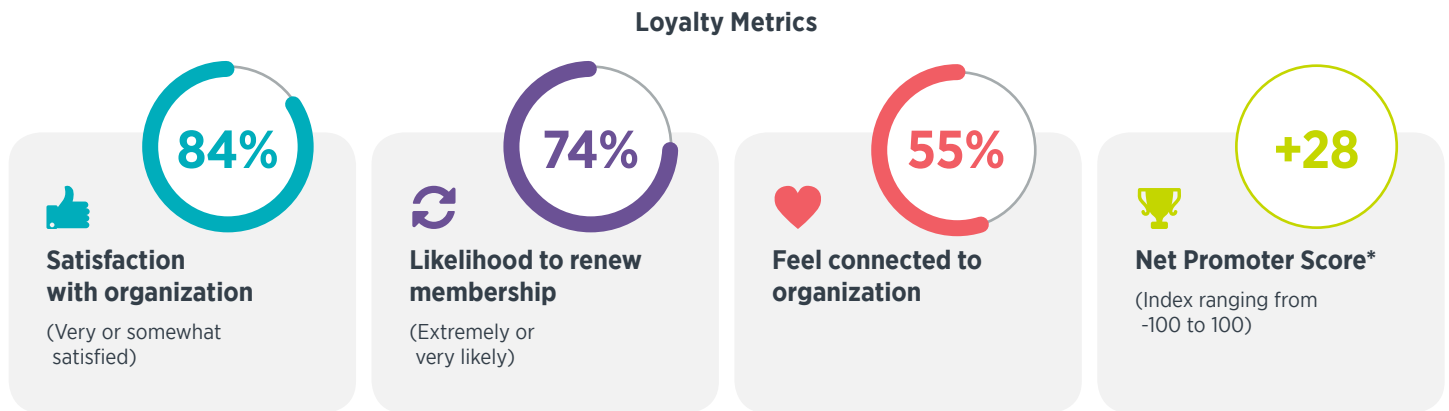 Loyalty Metrics
84%
Satisfaction
with organization
(Very or somewhat
satisfied)
74%
Likelihood to renew
membership
(Extremely or
very likely)
55%
Feel connected to
organization
+28
Net Promoter Score*
(Index ranging from
-100 to 100)